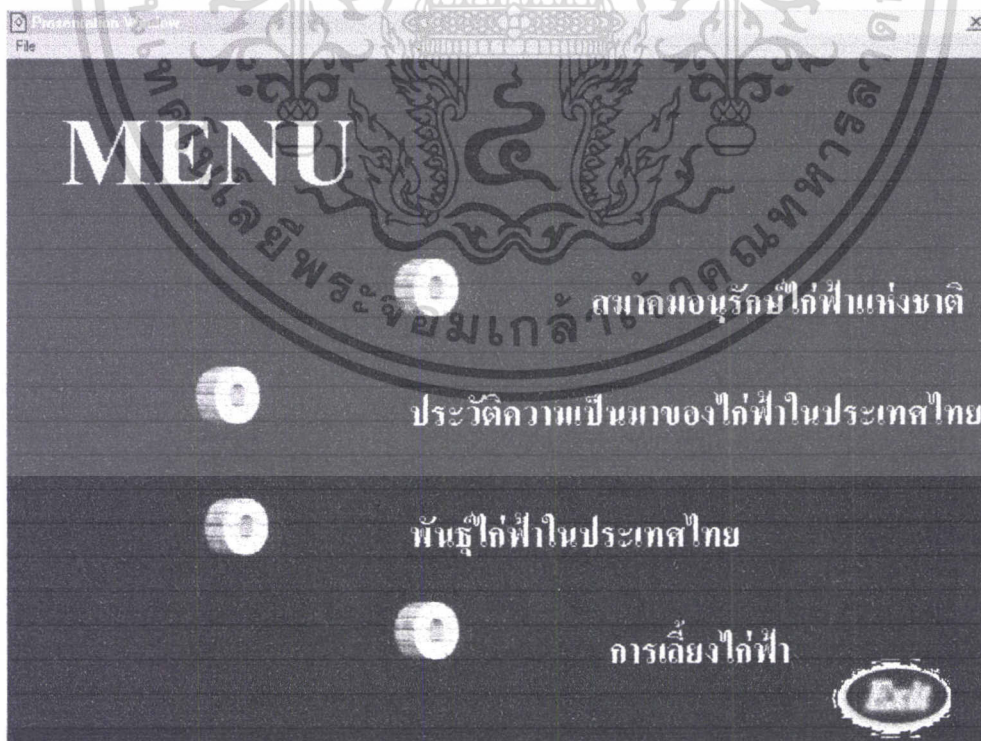 Presentation Window
File
MENU
สมาคมอนุรักษ์ไก่ฟ้าแห่งชาติ
ประวัติความเป็นมาของไก่ฟ้าในประเทศไทย
พันธุ์ไก่ฟ้าในประเทศไทย
การเลี้ยงไก่ฟ้า
Exit